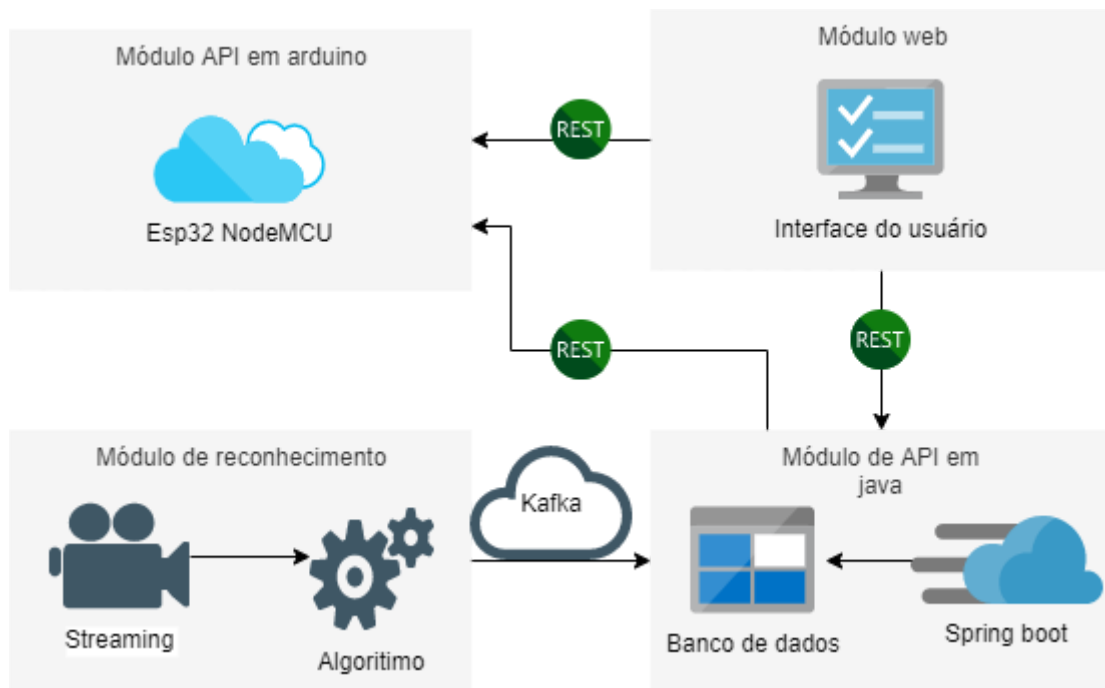 Módulo API em arduino
Esp32 NodeMCU
Módulo web
Interface do usuário
REST
REST
REST
Módulo de reconhecimento
Streaming
Algoritimo
Kafka
Módulo de API em
java
Banco de dados
Spring boot